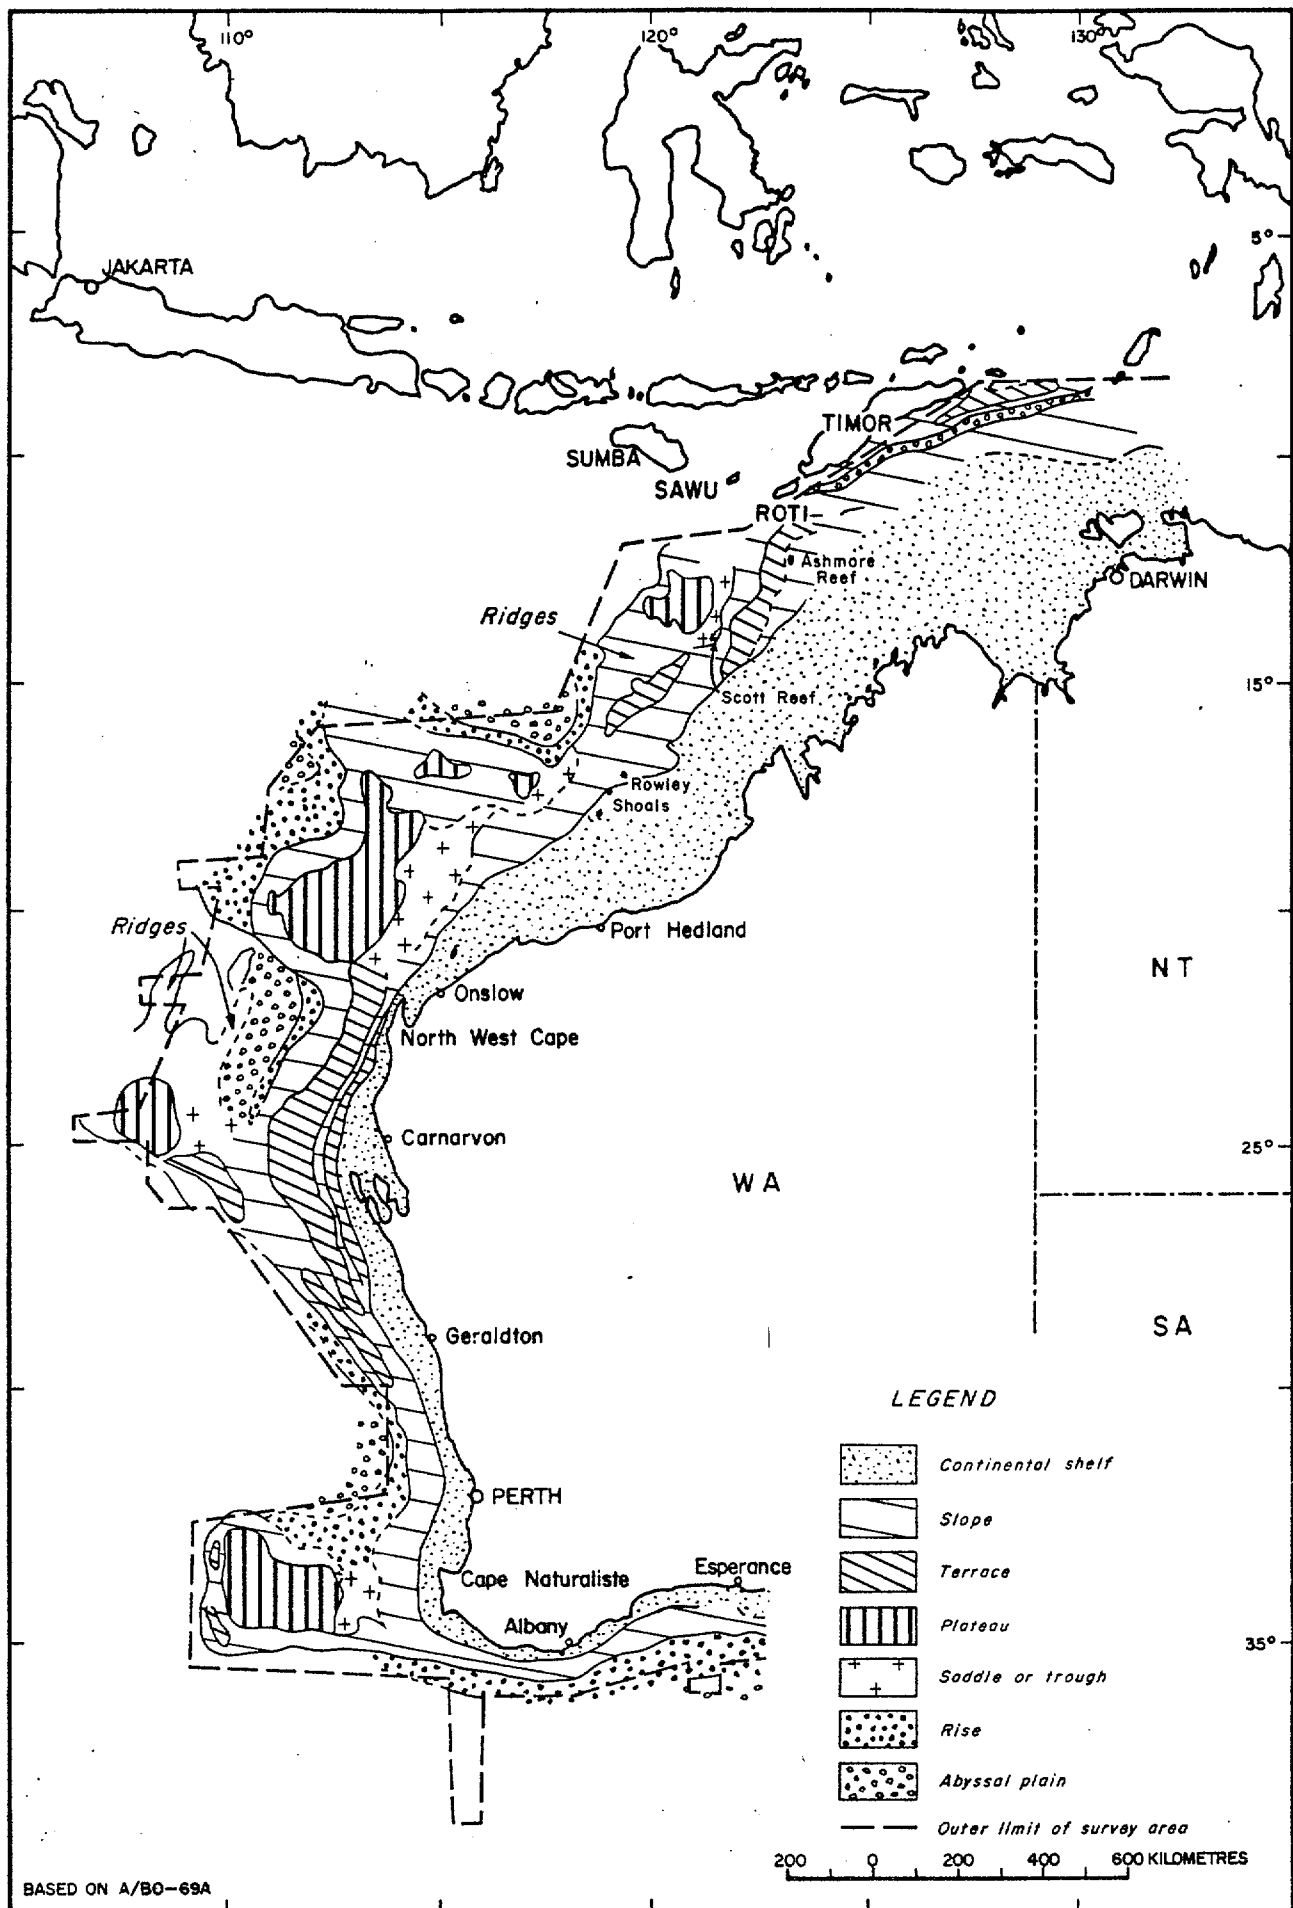 110°
120°
130°
5°
JAKARTA
TIMOR
SUMBA
SAWU
ROTI
Ashmore
Reef
DARWIN
Ridges
15°
Scott Reef
Rowley
Shoals
Ridges
Port Hedland
NT
Onslow
North West Cape
Carnarvon
25°
WA
Geraldton
SA
LEGEND
Continental shelf
Slope
PERTH
Terrace
Cape Naturaliste
Esperance
Albany
Plateau
35°
Saddle or trough
Rise
Abyssal plain
Outer limit of survey area
200 0 200 400 600 KILOMETRES
BASED ON A/BO-69A